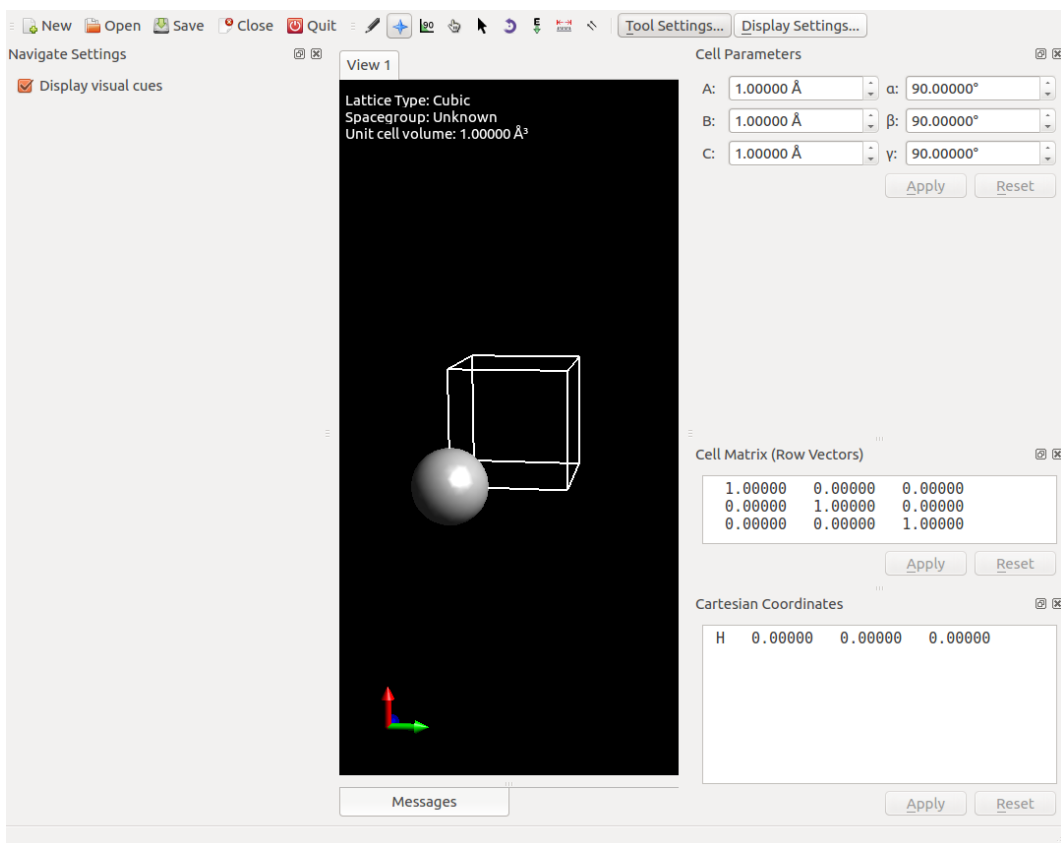 New Open Save Close Quit 90 E Tool Settings... Display Settings...
Navigate Settings
Display visual cues
View 1
Lattice Type: Cubic
Spacegroup: Unknown
Unit cell volume: 1.00000 Å³
Messages
Cell Parameters
A: 1.00000 Å α: 90.00000°
B: 1.00000 Å β: 90.00000°
C: 1.00000 Å γ: 90.00000°
Apply Reset
Cell Matrix (Row Vectors)
1.00000 0.00000 0.00000
0.00000 1.00000 0.00000
0.00000 0.00000 1.00000
Apply Reset
Cartesian Coordinates
H 0.00000 0.00000 0.00000
Apply Reset